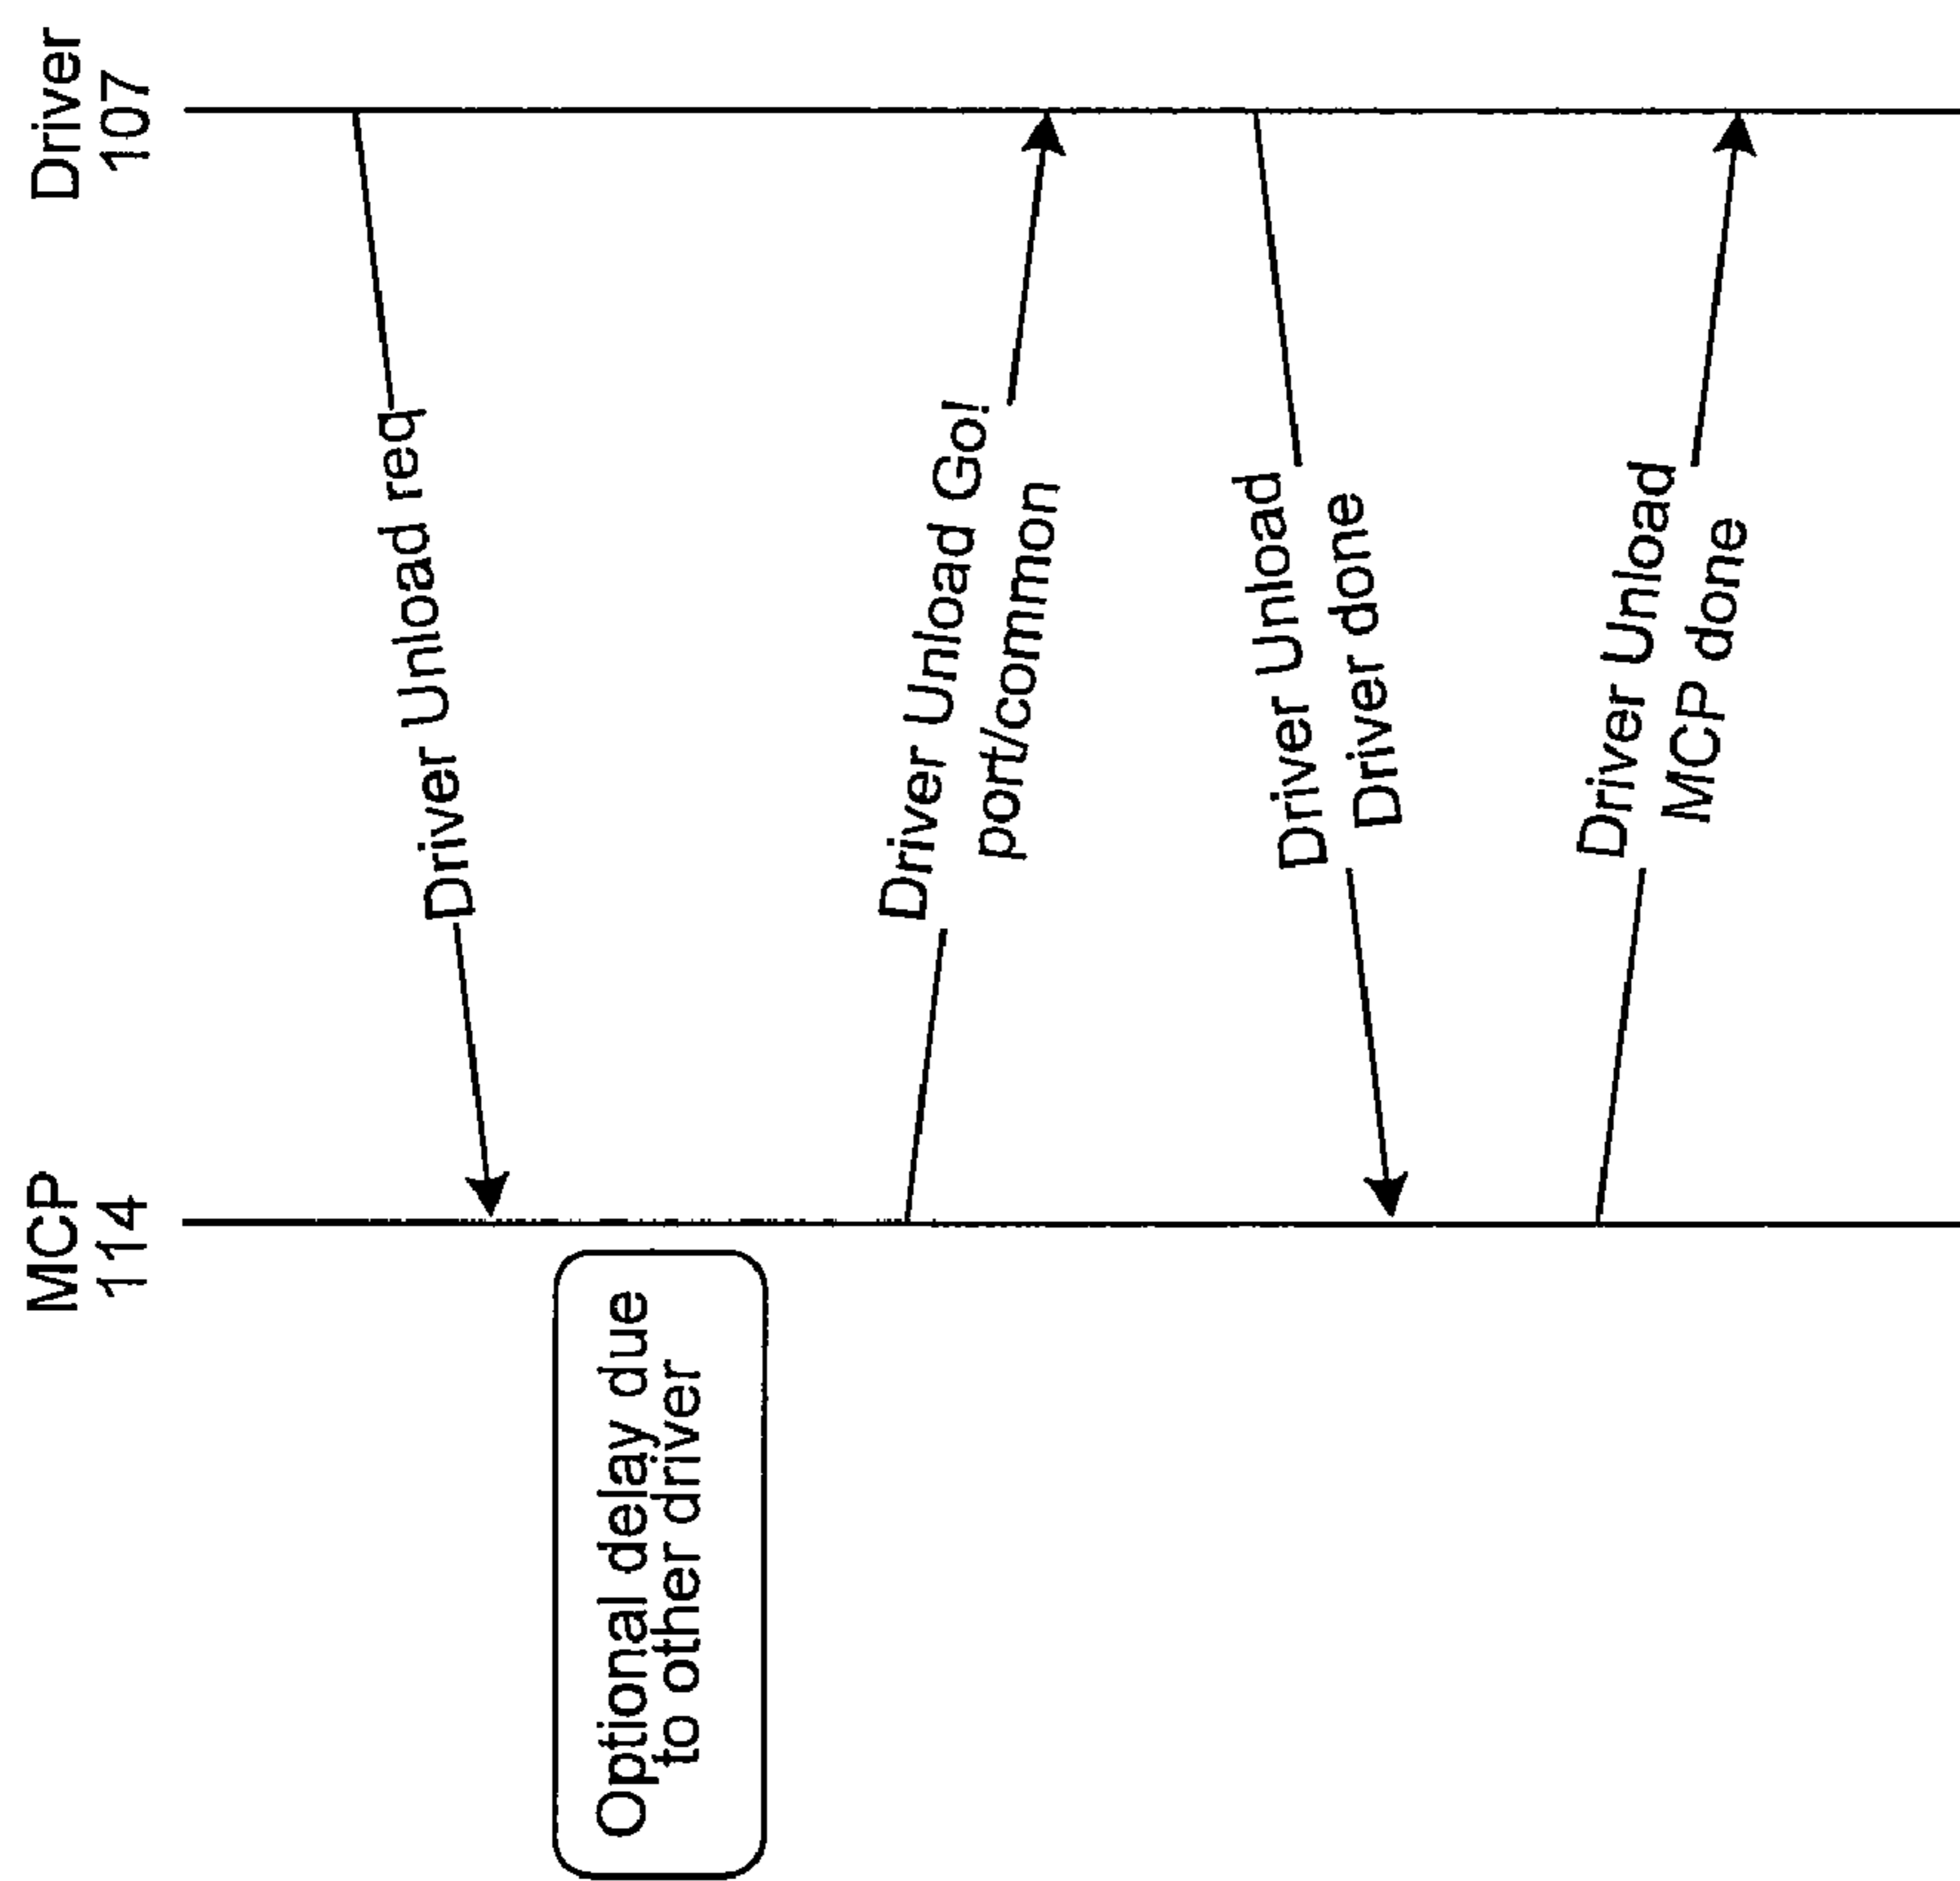 MCP
114
Driver
107
Driver Unload req
Optional delay due
to other driver
Driver Unload Go!
port/common
Driver Unload
Driver done
Driver Unload
MCP done